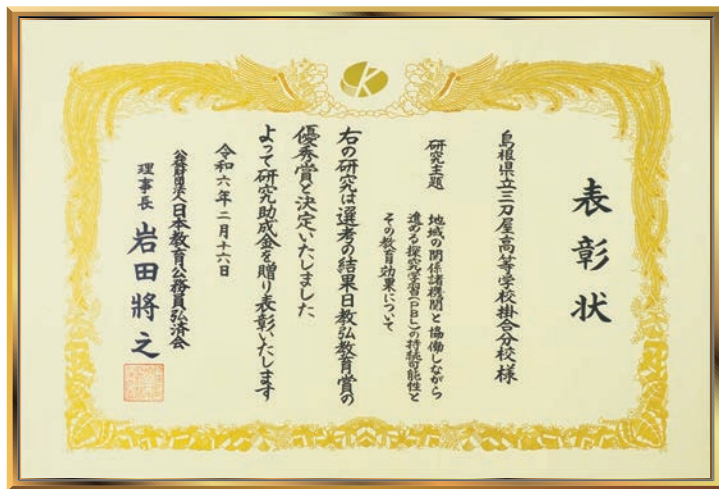 表彰状
島根県立三刀屋高等学校掛合分校様
研究主題
地域の関係諸機関と協働しながら
進める探究学習(PBL)の持続可能性と
その教育効果について
右の研究は選考の結果日教弘教育賞の
優秀賞と決定いたしました
よって研究助成金を贈り表彰いたします
令和六年二月十六日
公益財団法人日本教育公務員弘済会
理事長 岩田將之